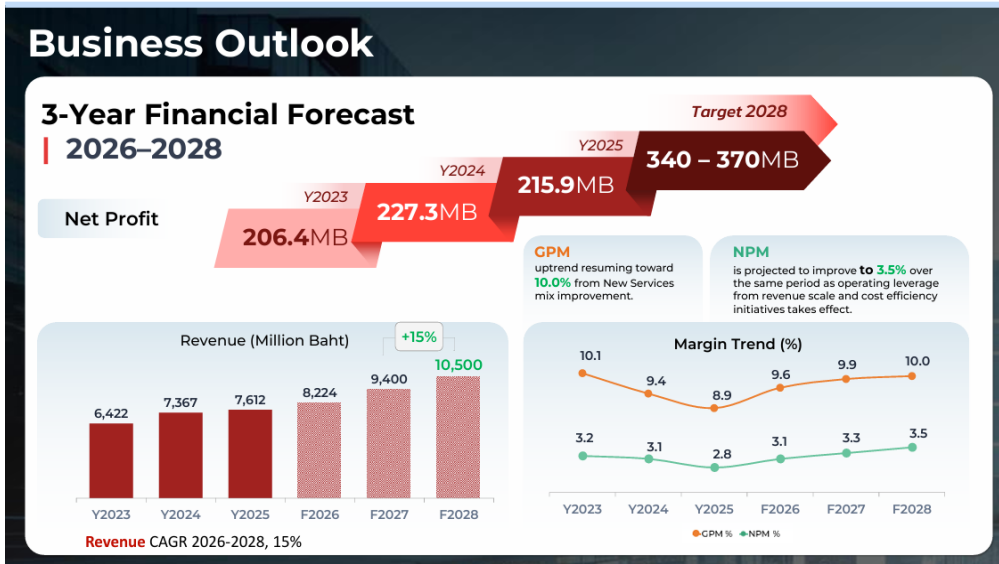 Business Outlook
3-Year Financial Forecast
| 2026–2028
Target 2028
Y2025
340 – 370MB
Y2024
215.9MB
Y2023
227.3MB
206.4MB
Net Profit
GPM
uptrend resuming toward
10.0% from New Services
mix improvement.
NPM
is projected to improve to 3.5% over
the same period as operating leverage
from revenue scale and cost efficiency
initiatives takes effect.
Revenue (Million Baht)
+15%
6,422
7,367
7,612
8,224
9,400
10,500
Y2023
Y2024
Y2025
F2026
F2027
F2028
Revenue CAGR 2026-2028, 15%
Margin Trend (%)
10.1
9.4
8.9
9.6
9.9
10.0
3.2
3.1
2.8
3.1
3.3
3.5
Y2023
Y2024
Y2025
F2026
F2027
F2028
GPM %
NPM %